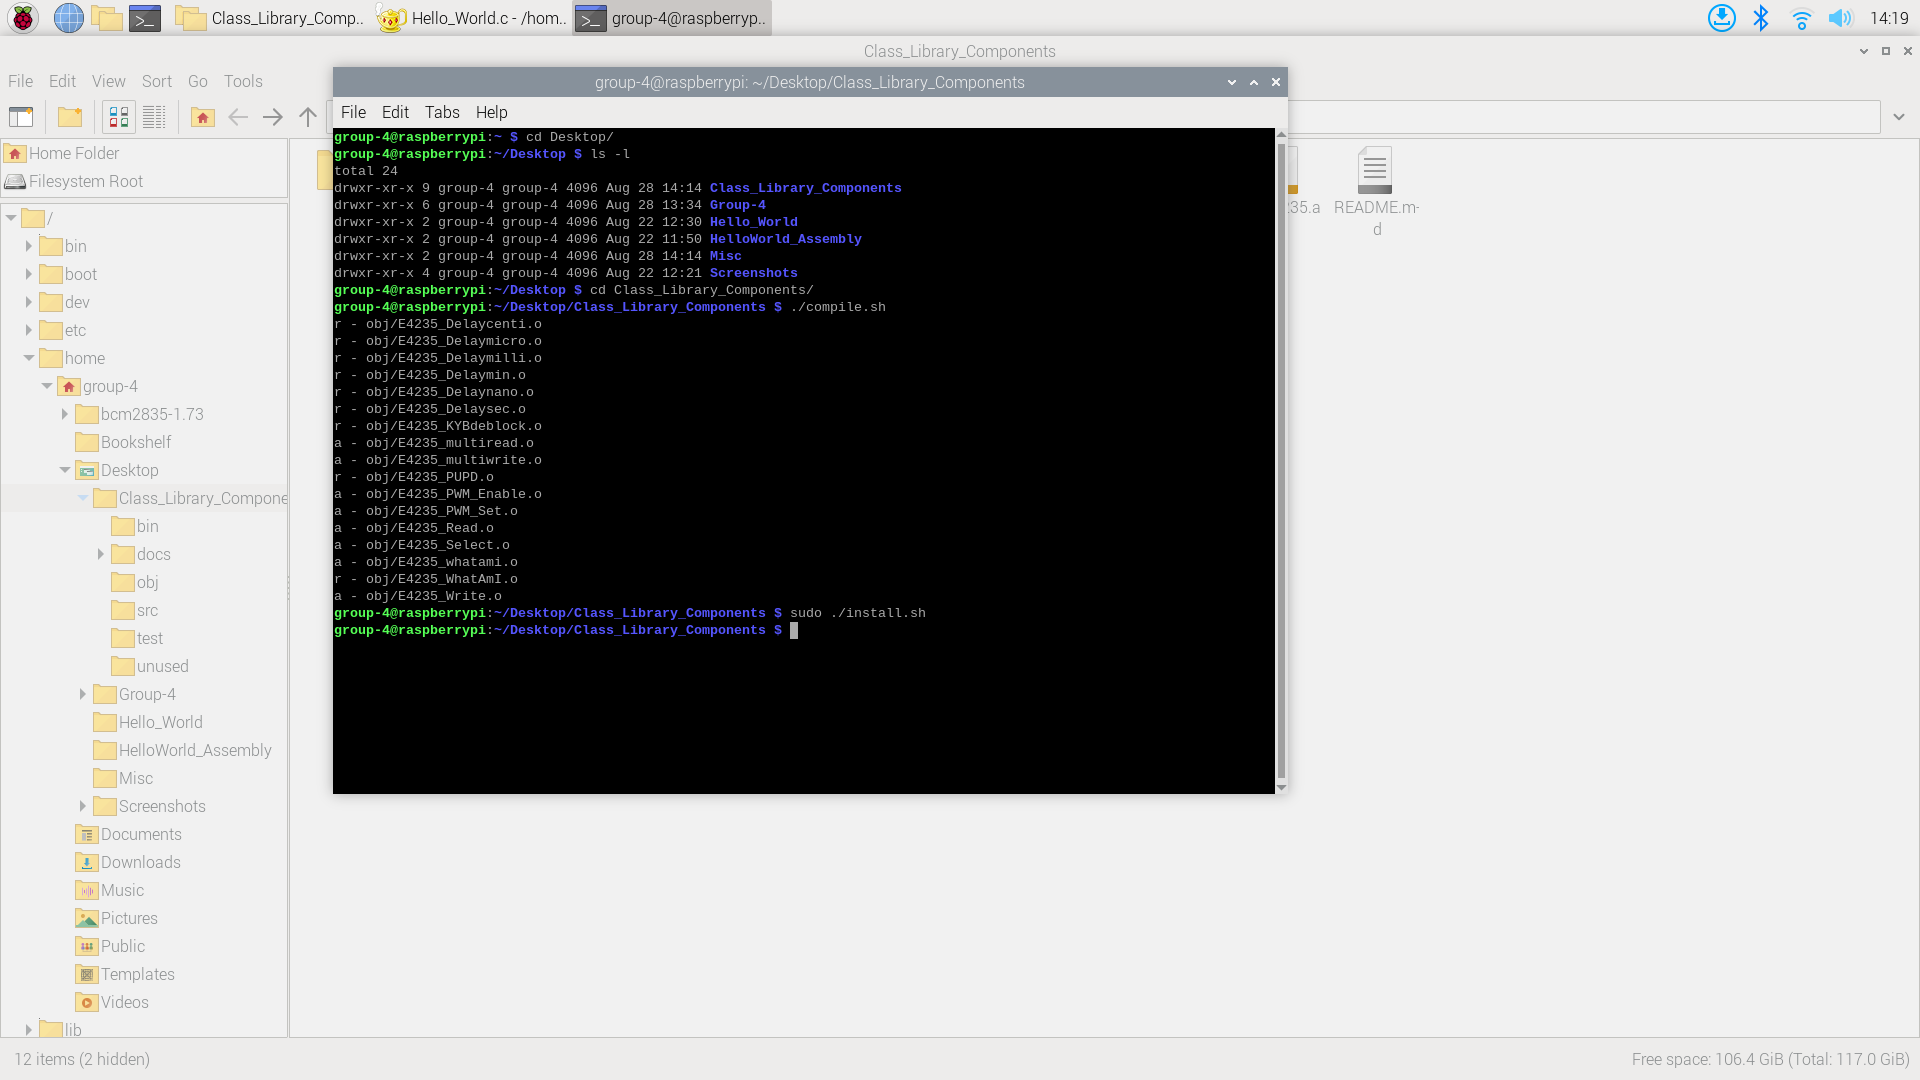 Class_Library_Comp..
Hello_World.c - /hom..
group-4@raspberryp..
14:19
Class_Library_Components
File Edit View Sort Go Tools
group-4@raspberrypi: ~/Desktop/Class_Library_Components
File Edit Tabs Help
group-4@raspberrypi:~ $ cd Desktop/
group-4@raspberrypi:~/Desktop $ ls -l
total 24
drwxr-xr-x 9 group-4 group-4 4096 Aug 28 14:14 Class_Library_Components
drwxr-xr-x 6 group-4 group-4 4096 Aug 28 13:34 Group-4
drwxr-xr-x 2 group-4 group-4 4096 Aug 22 12:30 Hello_World
drwxr-xr-x 2 group-4 group-4 4096 Aug 22 11:50 HelloWorld_Assembly
drwxr-xr-x 2 group-4 group-4 4096 Aug 28 14:14 Misc
drwxr-xr-x 4 group-4 group-4 4096 Aug 22 12:21 Screenshots
group-4@raspberrypi:~/Desktop $ cd Class_Library_Components/
group-4@raspberrypi:~/Desktop/Class_Library_Components $ ./compile.sh
r - obj/E4235_Delaycenti.o
r - obj/E4235_Delaymicro.o
r - obj/E4235_Delaymilli.o
r - obj/E4235_Delaymin.o
r - obj/E4235_Delaynano.o
r - obj/E4235_Delaysec.o
r - obj/E4235_KYBdeblock.o
a - obj/E4235_multiread.o
a - obj/E4235_multiwrite.o
r - obj/E4235_PUPD.o
a - obj/E4235_PWM_Enable.o
a - obj/E4235_PWM_Set.o
a - obj/E4235_Read.o
a - obj/E4235_Select.o
a - obj/E4235_whatami.o
r - obj/E4235_WhatAmI.o
a - obj/E4235_Write.o
group-4@raspberrypi:~/Desktop/Class_Library_Components $ sudo ./install.sh
group-4@raspberrypi:~/Desktop/Class_Library_Components $
Home Folder
Filesystem Root
/
bin
boot
dev
etc
home
group-4
bcm2835-1.73
Bookshelf
Desktop
Class_Library_Compone
bin
docs
obj
src
test
unused
Group-4
Hello_World
HelloWorld_Assembly
Misc
Screenshots
Documents
Downloads
Music
Pictures
Public
Templates
Videos
lib
35.a
README.m-
d
12 items (2 hidden)
Free space: 106.4 GiB (Total: 117.0 GiB)